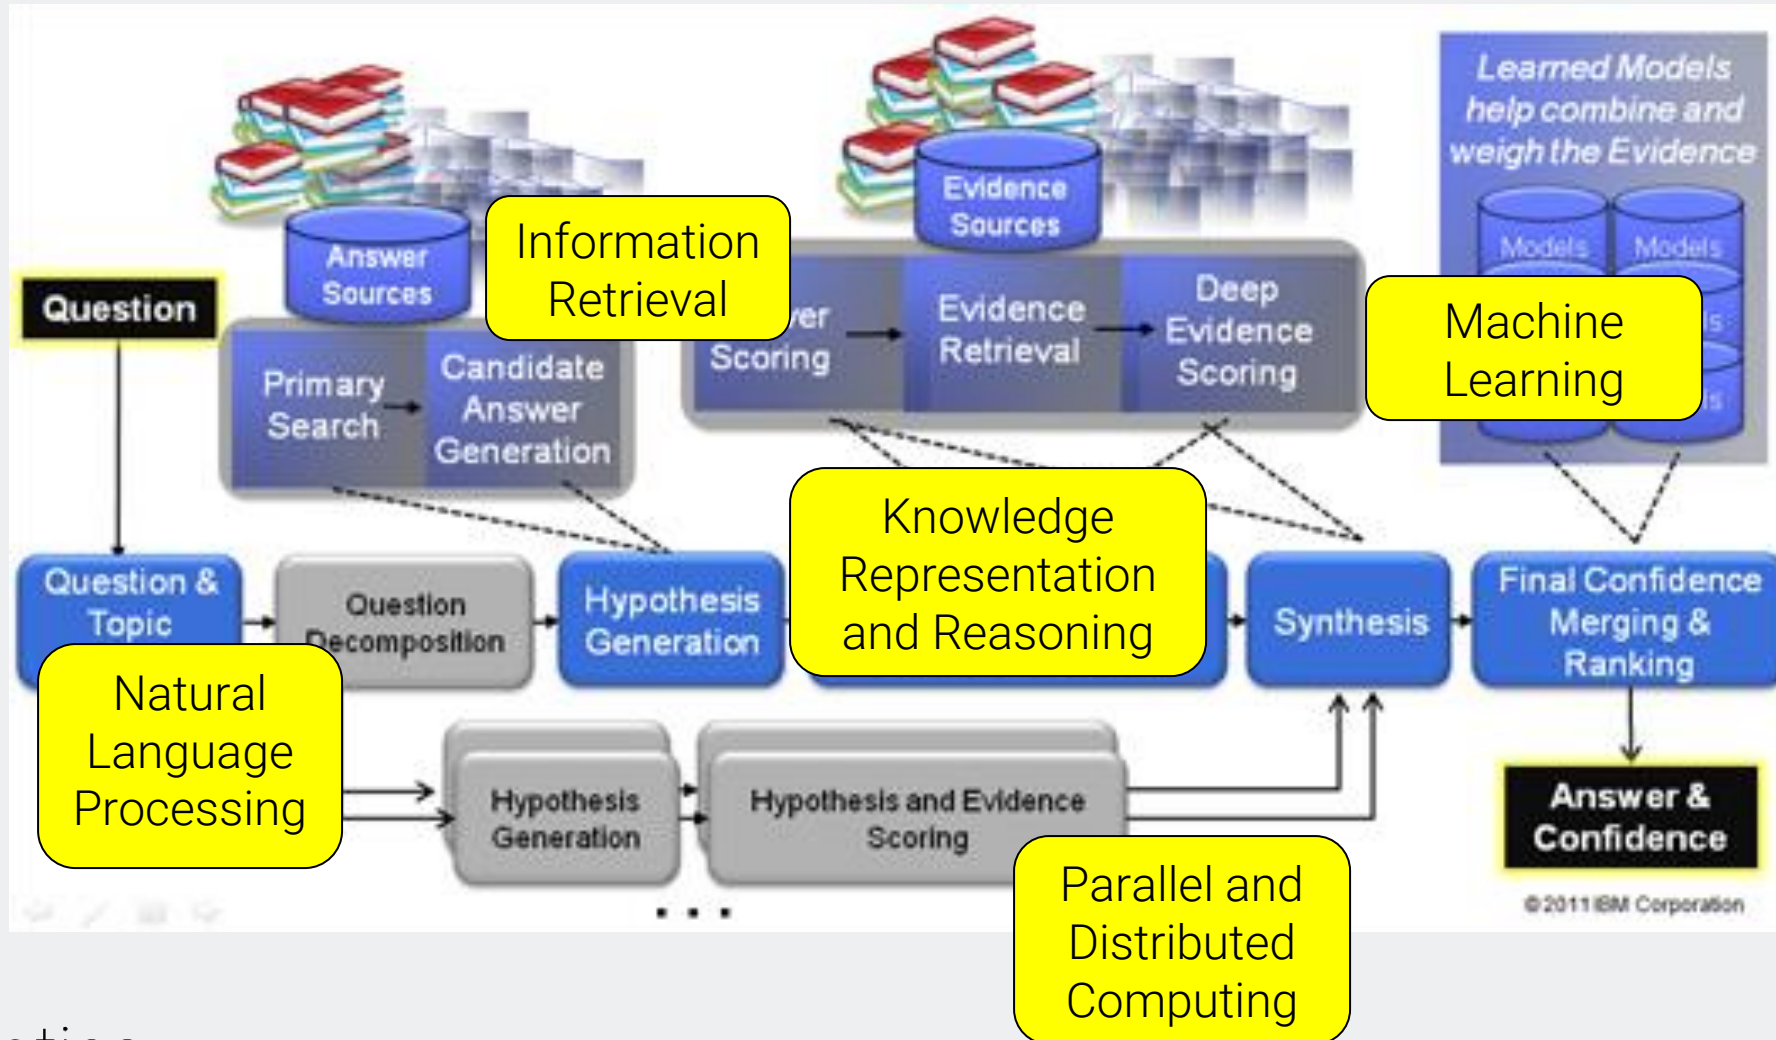 Learned Models
help combine and
weigh the Evidence
Evidence
Sources
Models
Models
Answer
Sources
Information
Retrieval
Question
Scoring
Evidence
Retrieval
Deep
Evidence
Scoring
Machine
Learning
Primary
Search
Candidate
Answer
Generation
Knowledge
Representation
and Reasoning
Question &
Topic
Question
Decomposition
Hypothesis
Generation
Synthesis
Final Confidence
Merging &
Ranking
Natural
Language
Processing
Hypothesis
Generation
Hypothesis and Evidence
Scoring
Answer &
Confidence
Parallel and
Distributed
Computing
© 2011 IBM Corporation
. . .